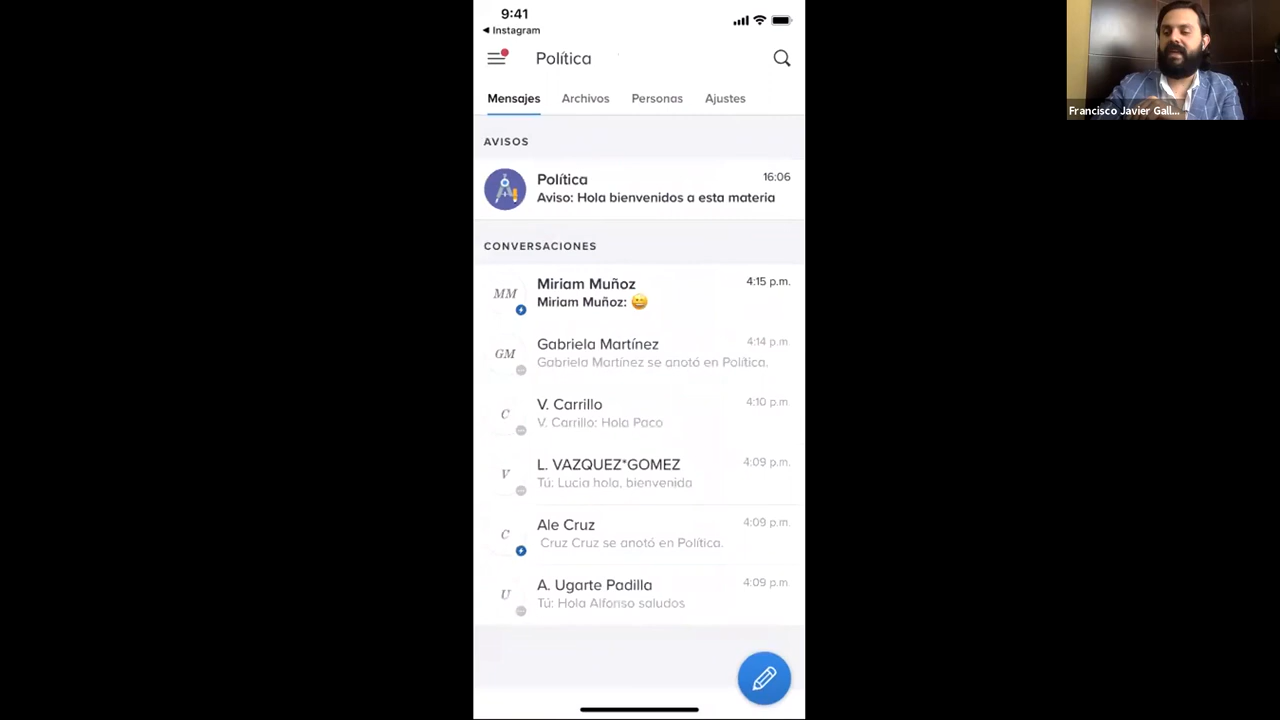 9:41
Instagram
Política
Mensajes Archivos Personas Ajustes
AVISOS
Política 16:06
Aviso: Hola bienvenidos a esta materia
CONVERSACIONES
MM
Miriam Muñoz 4:15 p.m.
Miriam Muñoz: 😄
GM
Gabriela Martínez 4:14 p.m.
Gabriela Martínez se anotó en Política.
C
V. Carrillo 4:10 p.m.
V. Carrillo: Hola Paco
V
L. VAZQUEZ*GOMEZ 4:09 p.m.
Tú: Lucia hola, bienvenida
C
Ale Cruz 4:09 p.m.
Cruz Cruz se anotó en Política.
U
A. Ugarte Padilla 4:09 p.m.
Tú: Hola Alfonso saludos
Francisco Javier Gall...